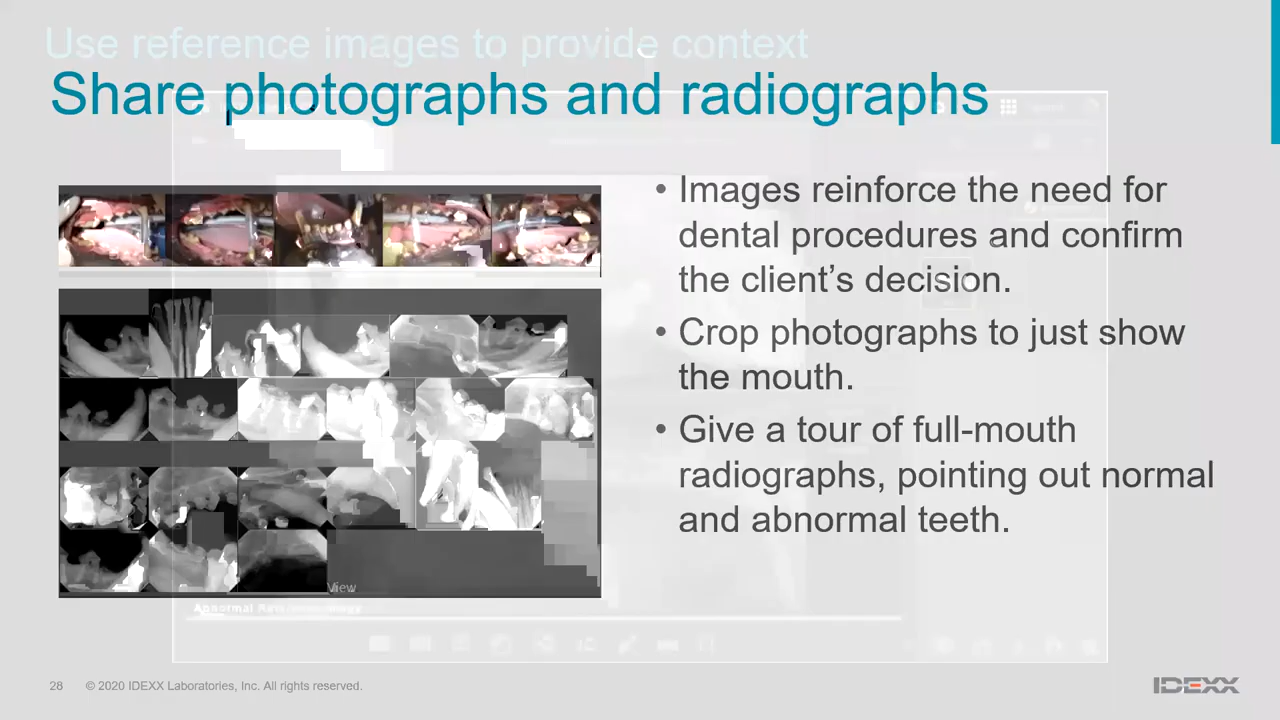 Use reference images to provide context
Share photographs and radiographs
• Images reinforce the need for
dental procedures and confirm
the client’s decision.
• Crop photographs to just show
the mouth.
• Give a tour of full-mouth
radiographs, pointing out normal
and abnormal teeth.
View
Abnormal
28 © 2020 IDEXX Laboratories, Inc. All rights reserved.
IDEXX